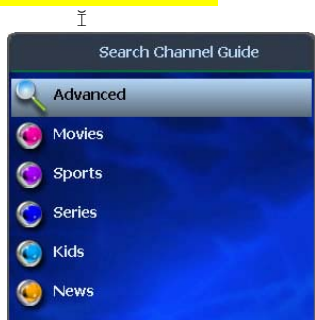 Search Channel Guide
Advanced
Movies
Sports
Series
Kids
News